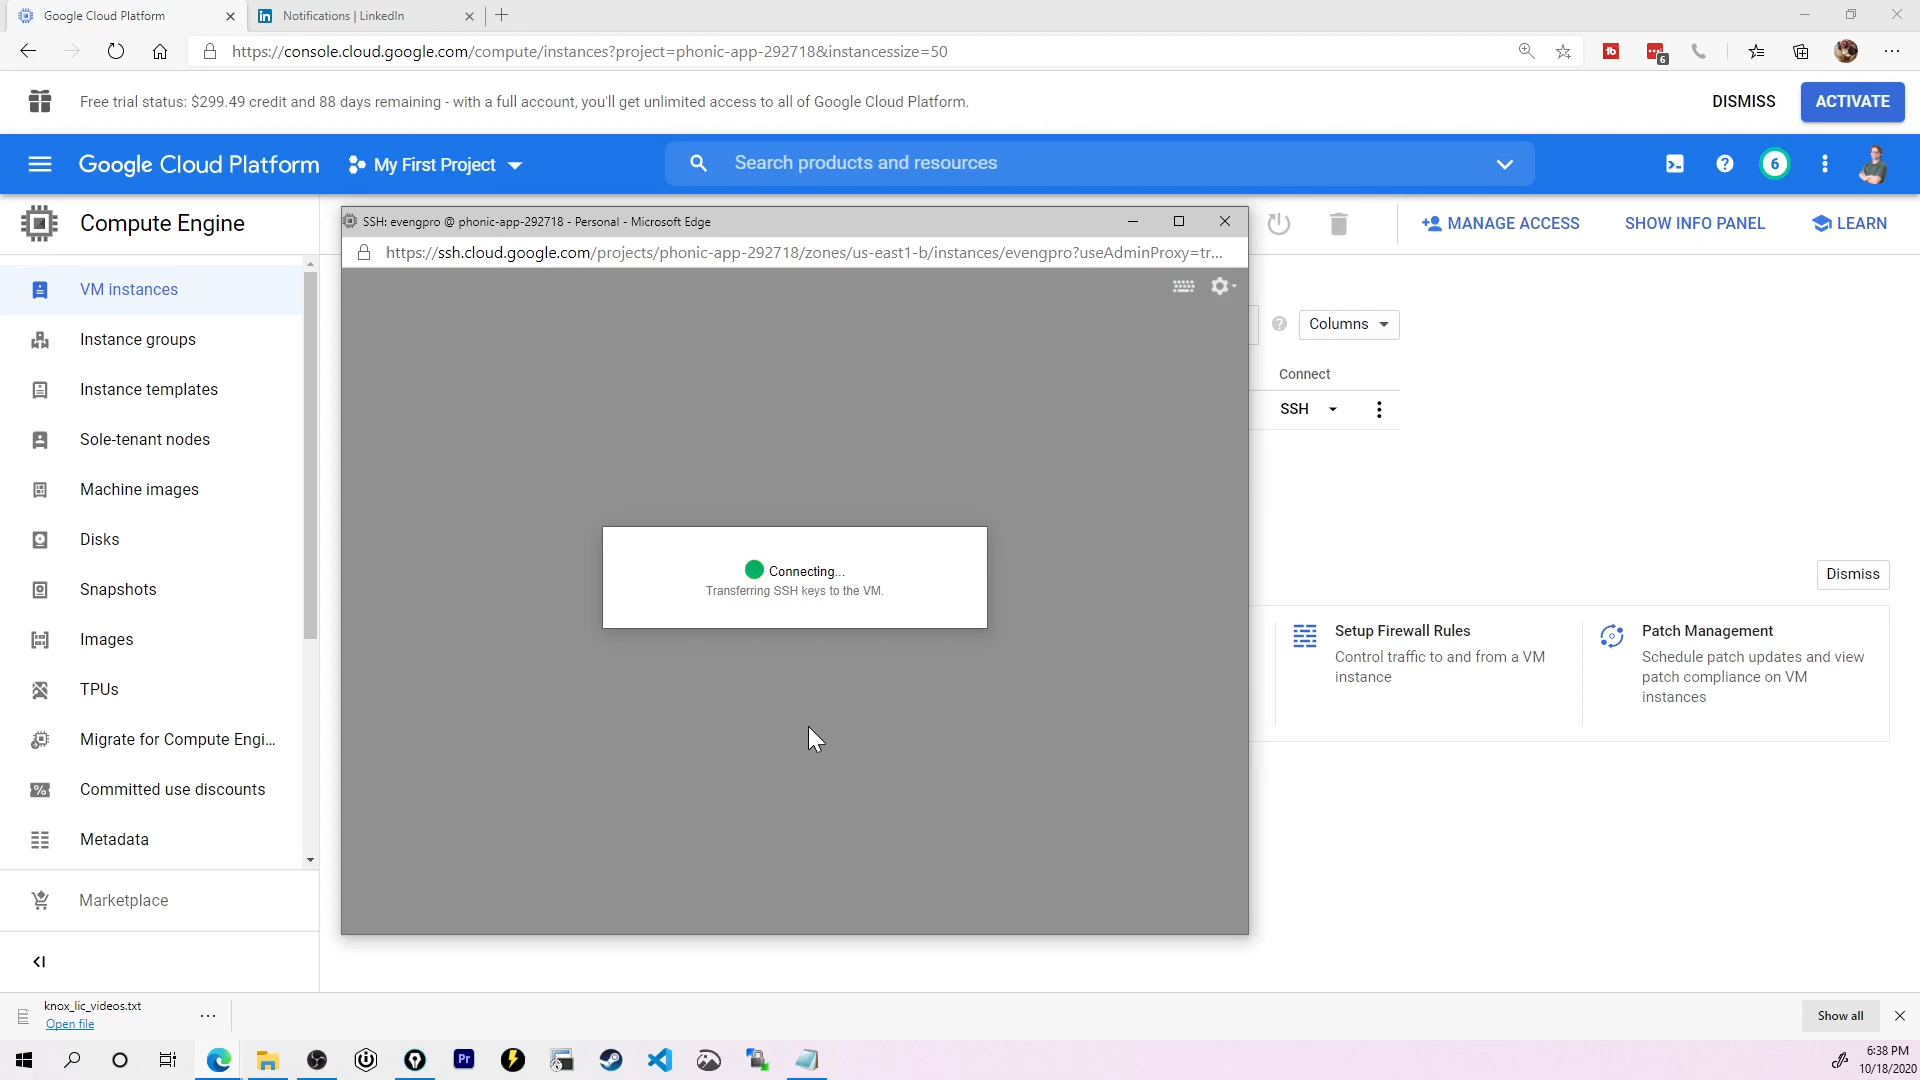 Google Cloud Platform
Notifications | LinkedIn
https://console.cloud.google.com/compute/instances?project=phonic-app-292718&instancessize=50
6
Free trial status: $299.49 credit and 88 days remaining - with a full account, you'll get unlimited access to all of Google Cloud Platform.
DISMISS
ACTIVATE
Google Cloud Platform
My First Project
Search products and resources
6
Compute Engine
MANAGE ACCESS
SHOW INFO PANEL
LEARN
SSH: evengpro @ phonic-app-292718 - Personal - Microsoft Edge
https://ssh.cloud.google.com/projects/phonic-app-292718/zones/us-east1-b/instances/evengpro?useAdminProxy=tr...
VM instances
Instance groups
Instance templates
Sole-tenant nodes
Machine images
Disks
Snapshots
Images
TPUs
Migrate for Compute Engi...
Committed use discounts
Metadata
Marketplace
Connecting...
Transferring SSH keys to the VM.
Columns
Connect
SSH
Dismiss
Setup Firewall Rules
Control traffic to and from a VM
instance
Patch Management
Schedule patch updates and view
patch compliance on VM
instances
knox_lic_videos.txt
Open file
Show all
Pr
6:38 PM
10/18/2020